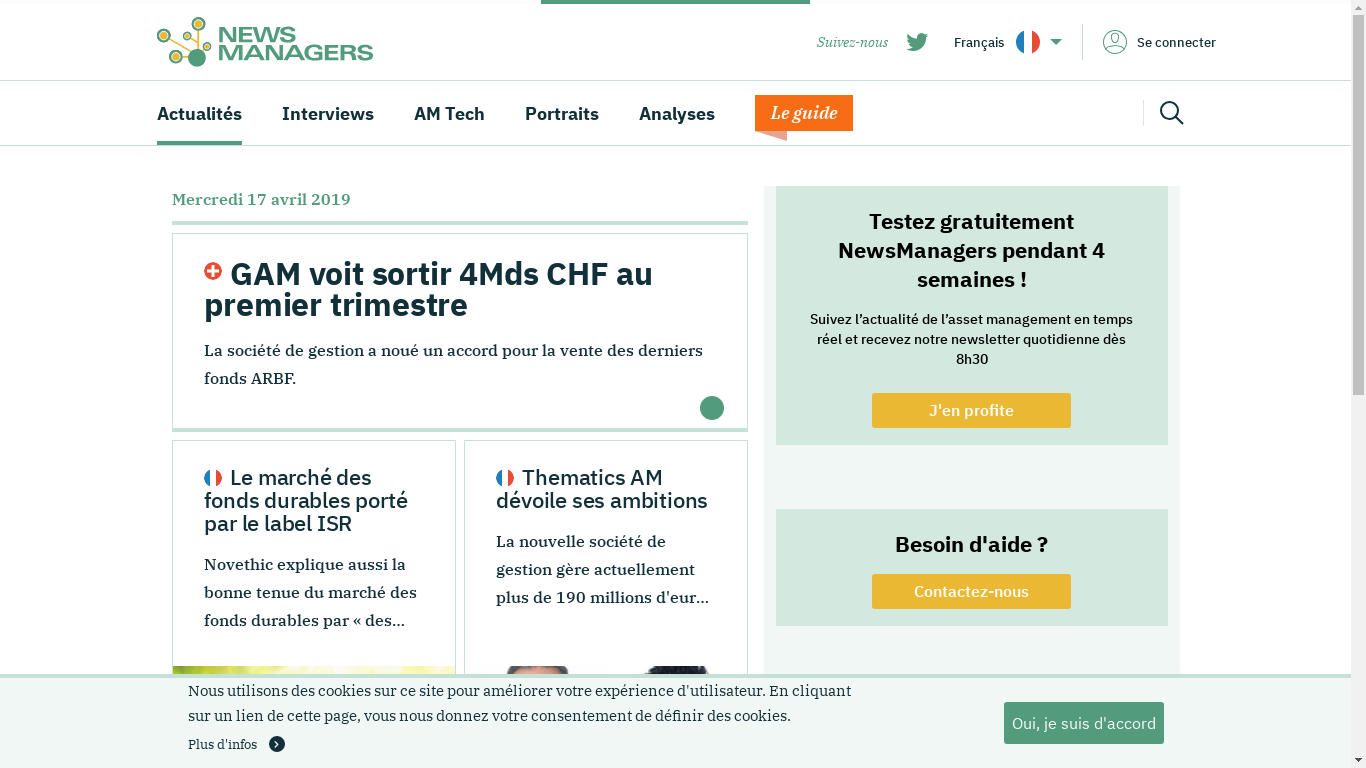 NEWS
MANAGERS
Suivez-nous
Français
Se connecter
Actualités
Interviews
AM Tech
Portraits
Analyses
Le guide
Mercredi 17 avril 2019
GAM voit sortir 4Mds CHF au
premier trimestre
La société de gestion a noué un accord pour la vente des derniers
fonds ARBF.
Le marché des
fonds durables porté
par le label ISR
Novethic explique aussi la
bonne tenue du marché des
fonds durables par « des...
Thematics AM
dévoile ses ambitions
La nouvelle société de
gestion gère actuellement
plus de 190 millions d'eur...
Testez gratuitement
NewsManagers pendant 4
semaines !
Suivez l’actualité de l’asset management en temps
réel et recevez notre newsletter quotidienne dès
8h30
J'en profite
Besoin d'aide ?
Contactez-nous
Nous utilisons des cookies sur ce site pour améliorer votre expérience d'utilisateur. En cliquant
sur un lien de cette page, vous nous donnez votre consentement de définir des cookies.
Plus d'infos
Oui, je suis d'accord